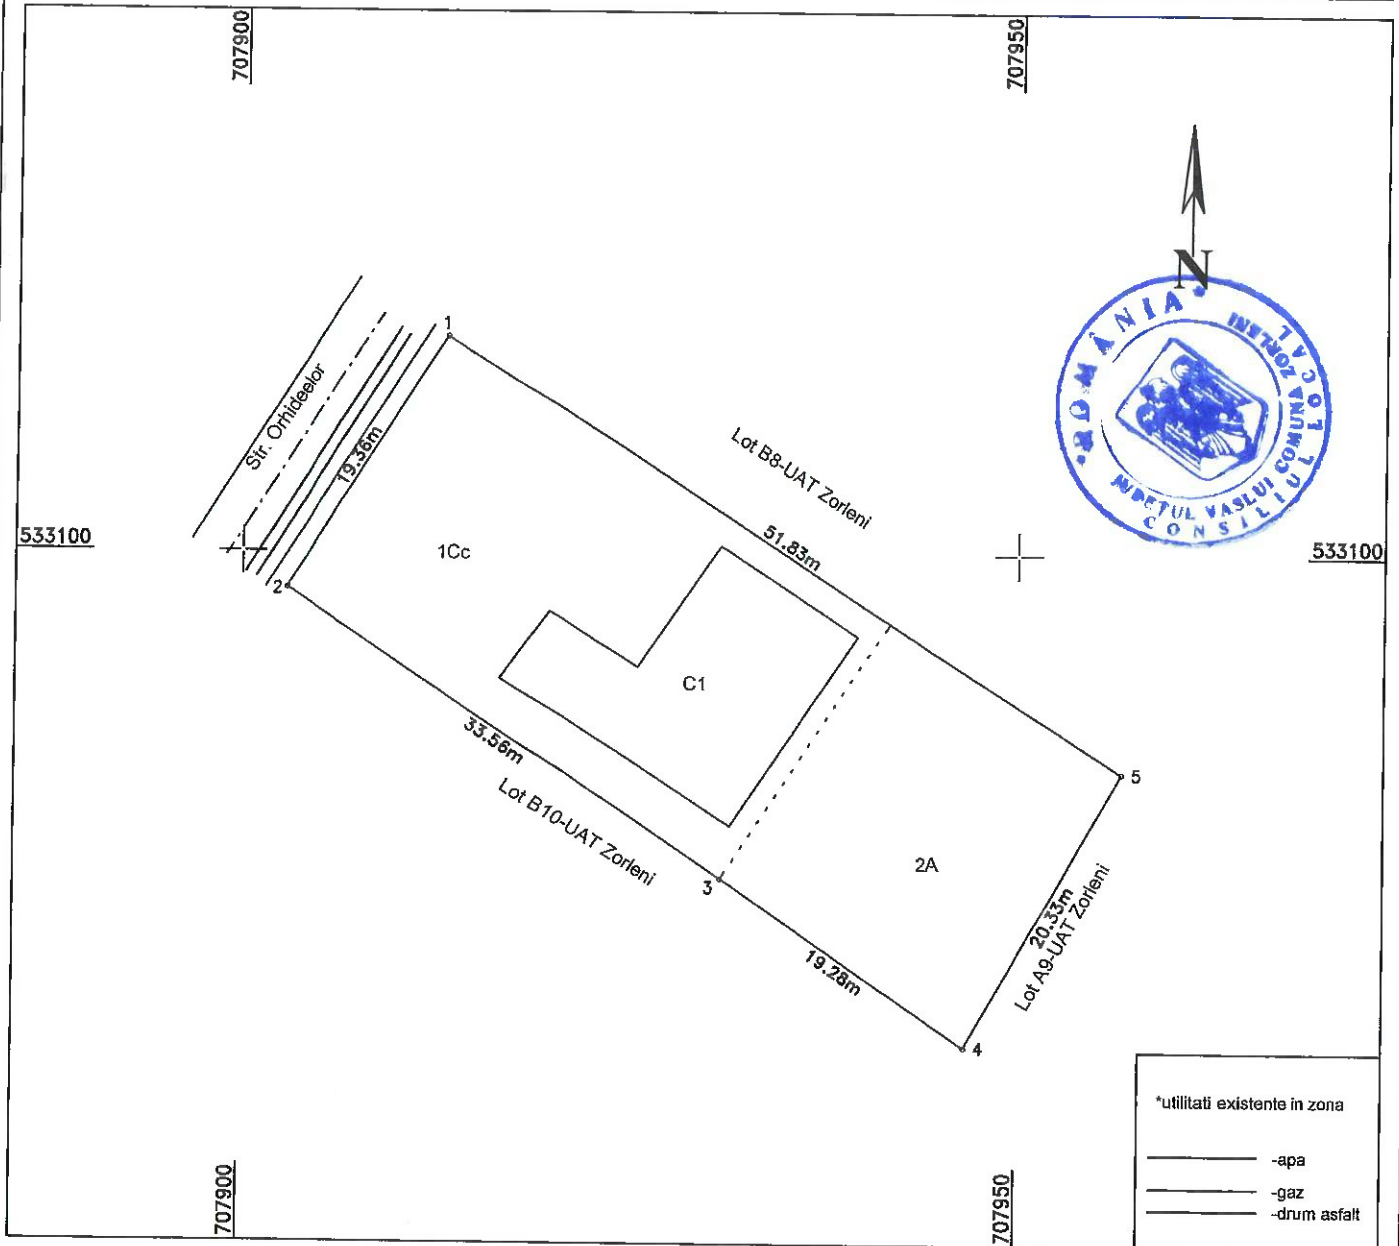 707900
707950
N
ROMÂNIA
JUDEȚUL VASLUI COMUNA ZORLENI
CONSILIUL LOCAL
1
Str. Orhideelor
19.36m
Lot B8-UAT Zorleni
51.83m
533100
533100
1Cc
2
C1
33.56m
Lot B10-UAT Zorleni
5
3
2A
20.33m
Lot A9-UAT Zorleni
19.28m
4
*utilitati existente in zona
-apa
-gaz
-drum asfalt
707900
707950